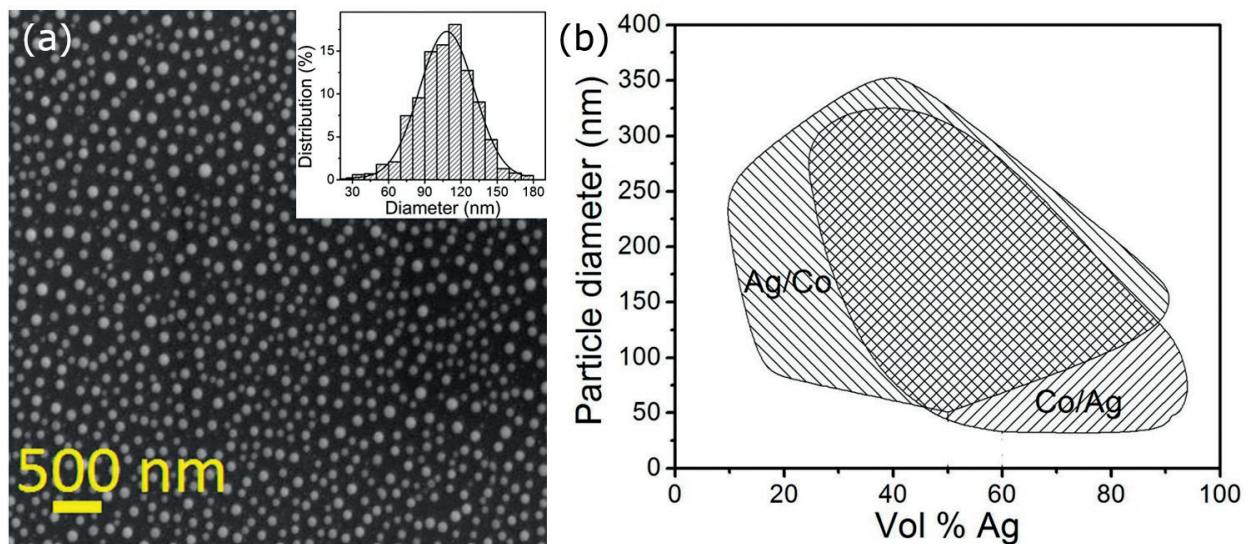 (a)
Distribution (%)
15
10
5
0
30 60 90 120 150 180
Diameter (nm)
500 nm
(b)
Particle diameter (nm)
400
350
300
250
200
150
100
50
0
Ag/Co
Co/Ag
0 20 40 60 80 100
Vol % Ag